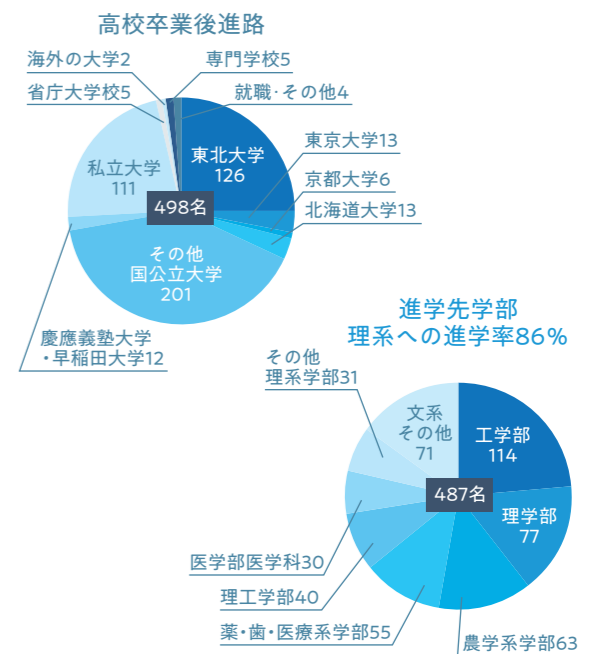 高校卒業後進路
海外の大学2
専門学校5
省庁大学校5
就職・その他4
東北大学
126
東京大学13
私立大学
111
京都大学6
498名
北海道大学13
その他
国公立大学
201
慶應義塾大学
・早稲田大学12
進学先学部
理系への進学率86%
その他
理系学部31
文系
その他
71
工学部
114
487名
理学部
77
医学部医学科30
理工学部40
薬・歯・医療系学部55
農学系学部63